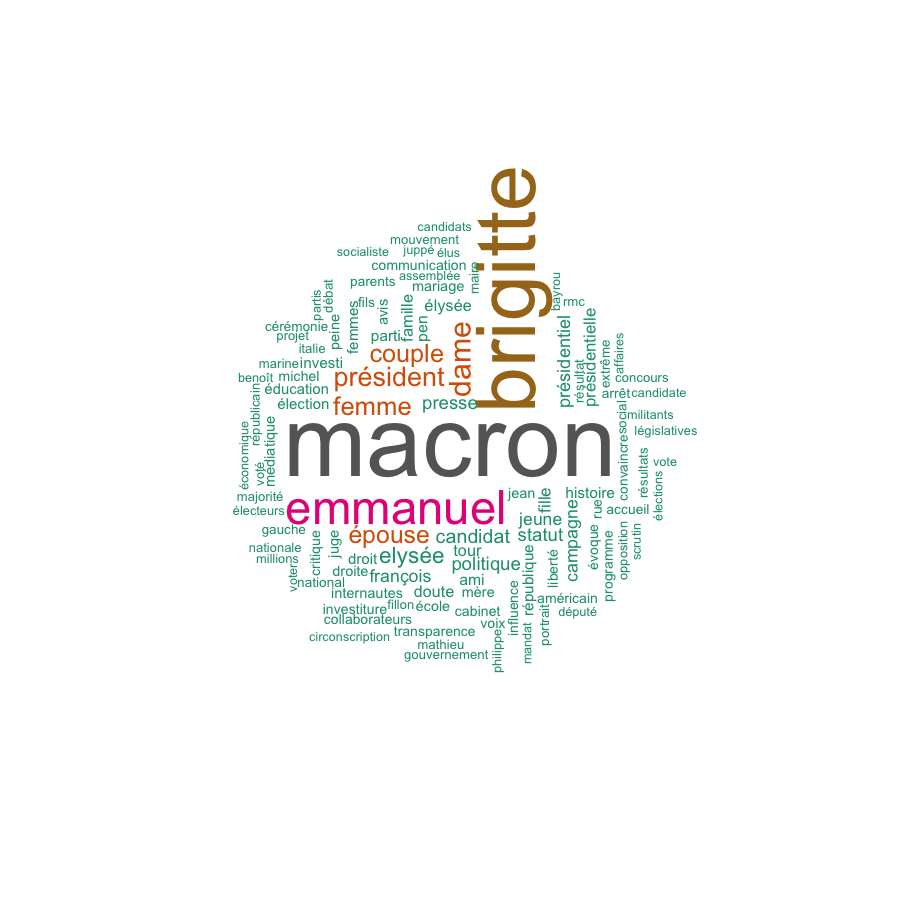 candidats
mouvement
socialiste
juppé
élus
communication
maire
parents
assemblée
mariage
brigitte
bayrou
rmc
partis
débat
fils
avis
famille
élysée
cérémonie
projet
peine
femmes
parti
pen
dame
présidentiel
résultat
présidentielle
extrême
affaires
italie
couple
marine
investi
benoît
michel
président
concours
éducation
arrêt
candidate
républicain
élection
femme
presse
social
militants
macron
économique
voté
médiatique
convaincre
législatives
résultats
vote
élections
majorité
électeurs
emmanuel
jean
fille
histoire
rue
accueil
jeune
campagne
gauche
épouse
candidat
statut
nationale
millions
critique
juge
droit
elysée
tour
politique
république
liberté
évoque
programme
opposition
scrutin
voter
national
droite
françois
ami
internautes
doute
mère
influence
américain
investiture
fillon
école
cabinet
portrait
député
collaborateurs
voix
circonscription
transparence
mandat
mathieu
gouvernement
philippe